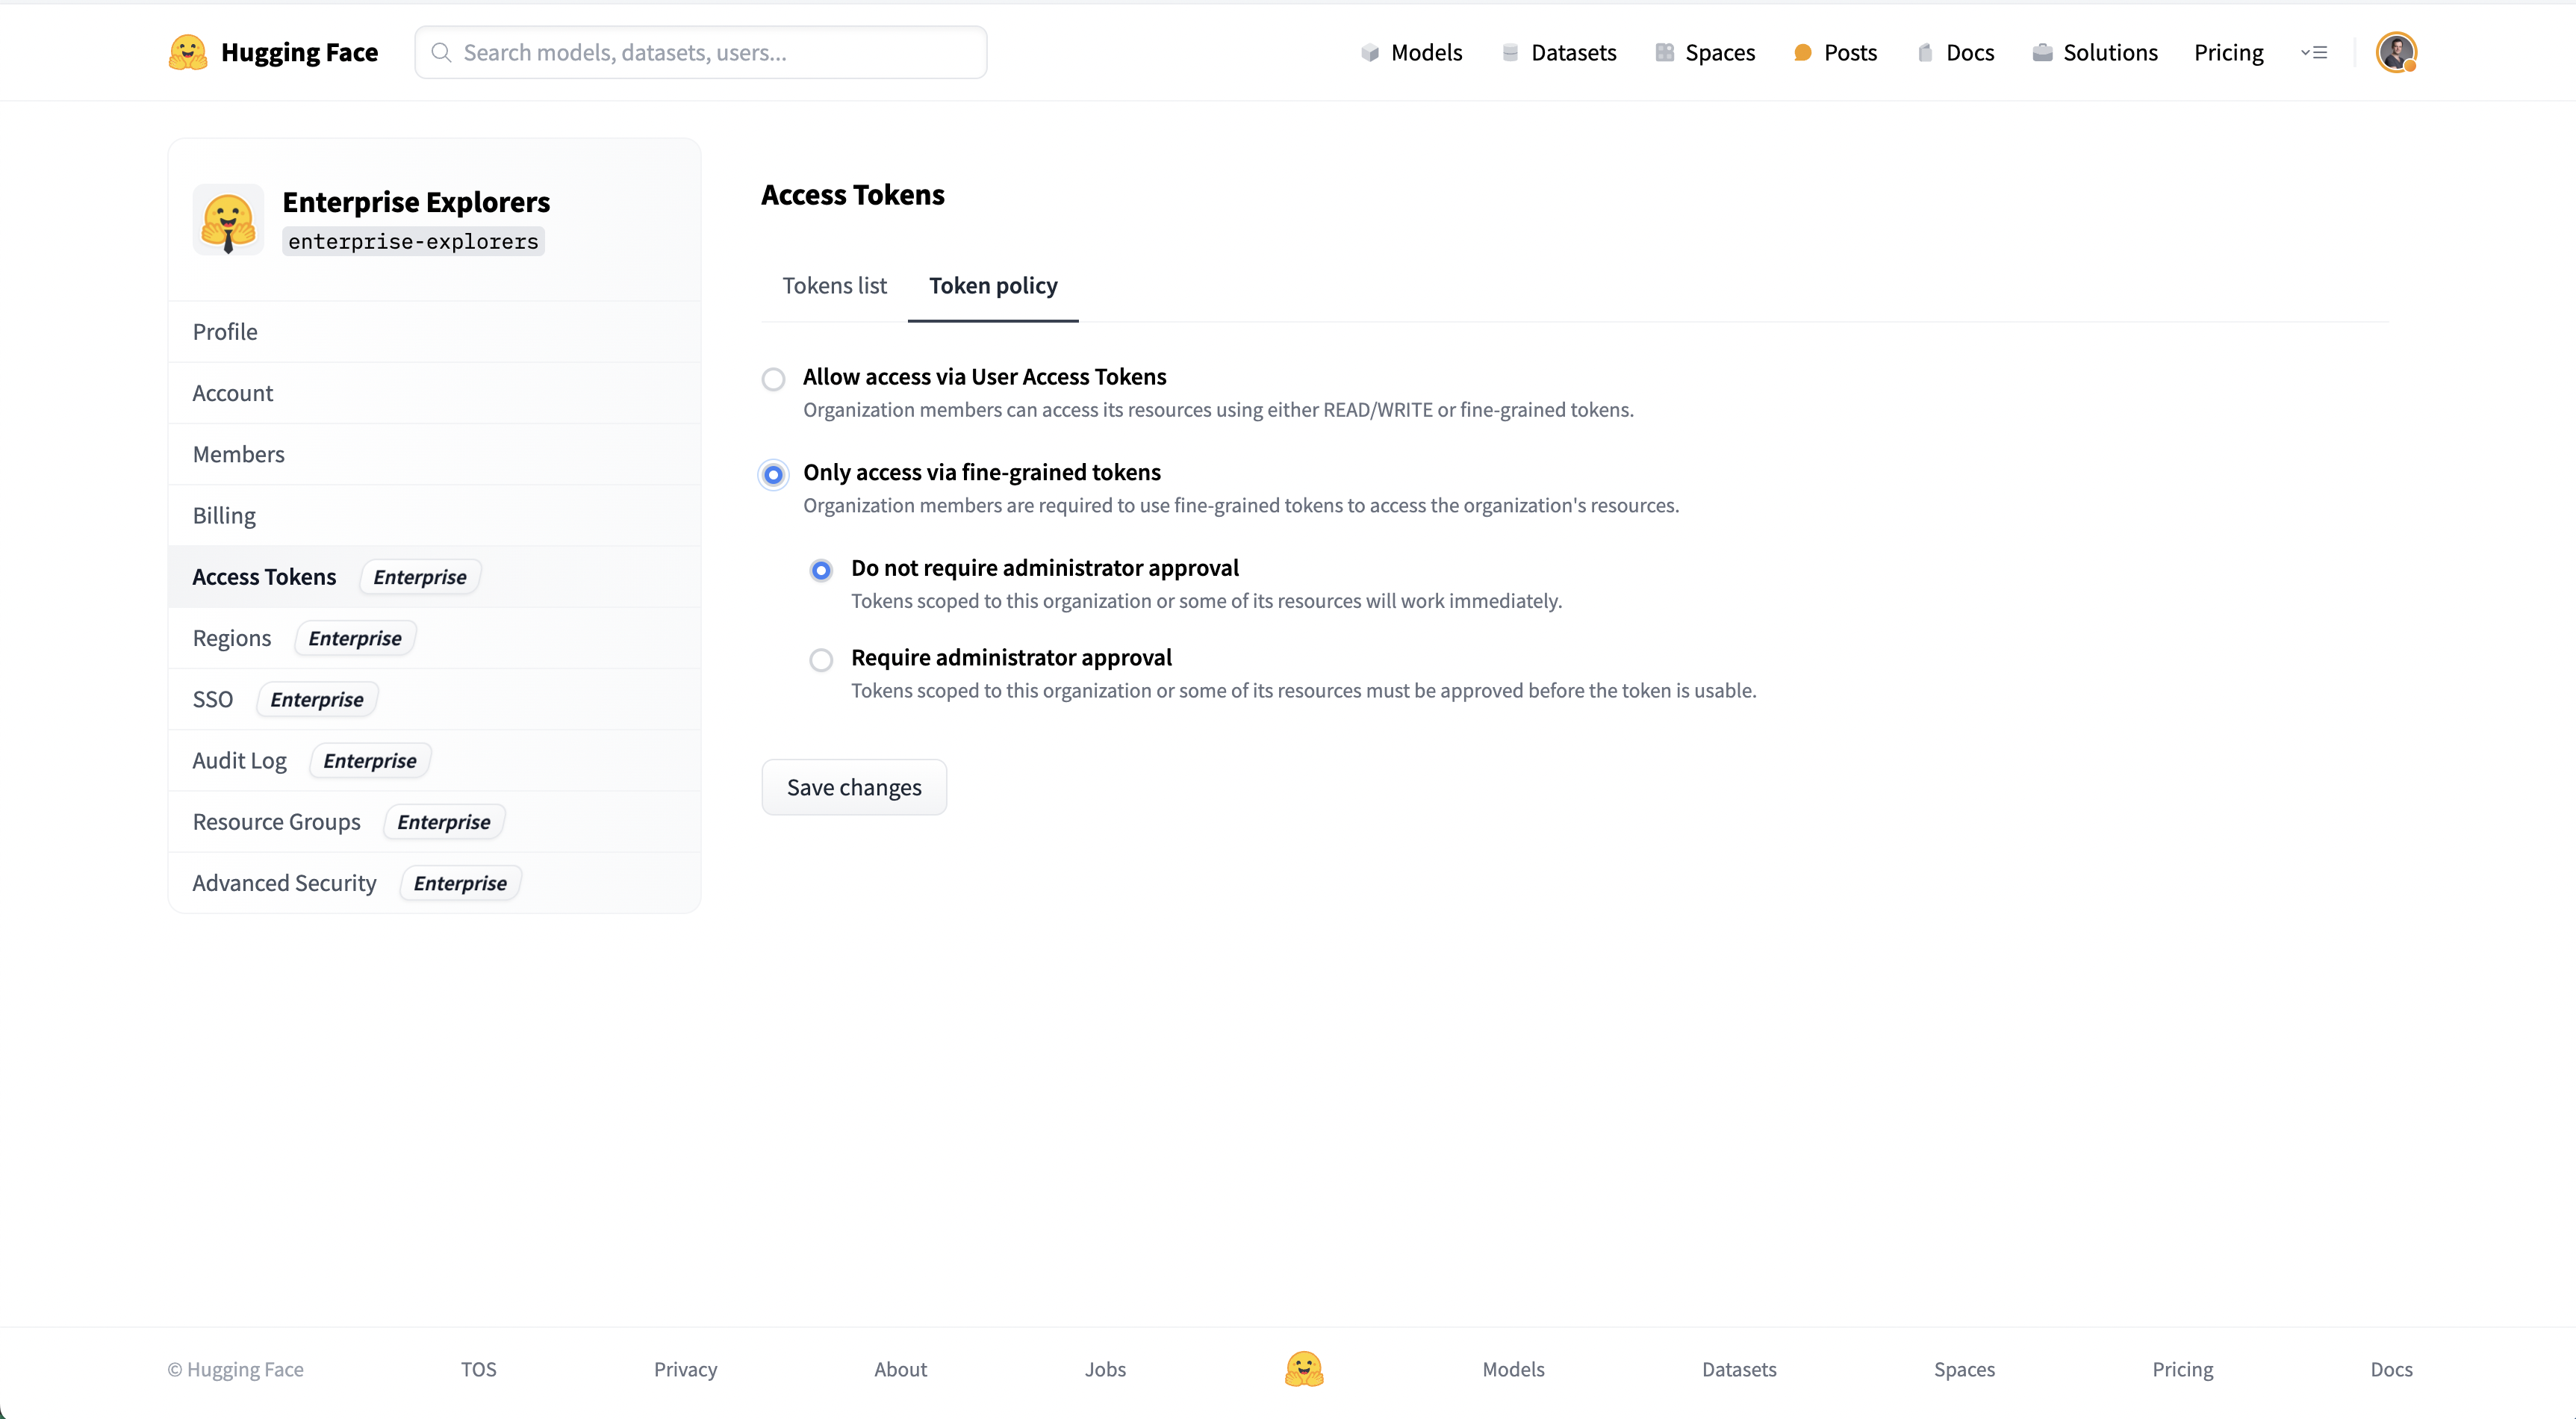 Hugging Face
Search models, datasets, users...
Models
Datasets
Spaces
Posts
Docs
Solutions
Pricing
Enterprise Explorers
enterprise-explorers
Profile
Account
Members
Billing
Access Tokens Enterprise
Regions Enterprise
SSO Enterprise
Audit Log Enterprise
Resource Groups Enterprise
Advanced Security Enterprise
Access Tokens
Tokens list
Token policy
Allow access via User Access Tokens
Organization members can access its resources using either READ/WRITE or fine-grained tokens.
Only access via fine-grained tokens
Organization members are required to use fine-grained tokens to access the organization's resources.
Do not require administrator approval
Tokens scoped to this organization or some of its resources will work immediately.
Require administrator approval
Tokens scoped to this organization or some of its resources must be approved before the token is usable.
Save changes
© Hugging Face
TOS
Privacy
About
Jobs
Models
Datasets
Spaces
Pricing
Docs